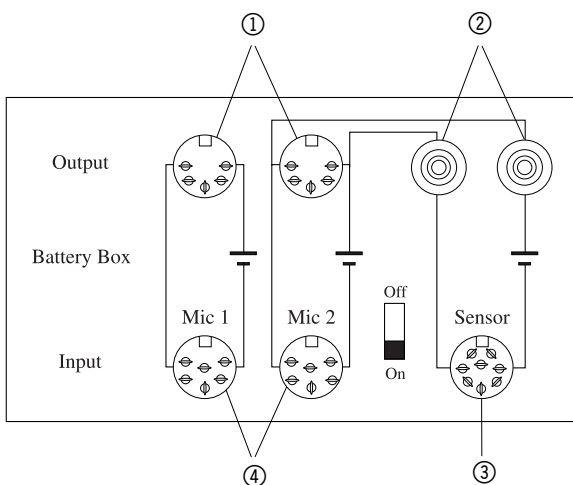 ① ②
Output
Battery Box
Off
Mic 1 Mic 2 Sensor
Input
On
④ ③